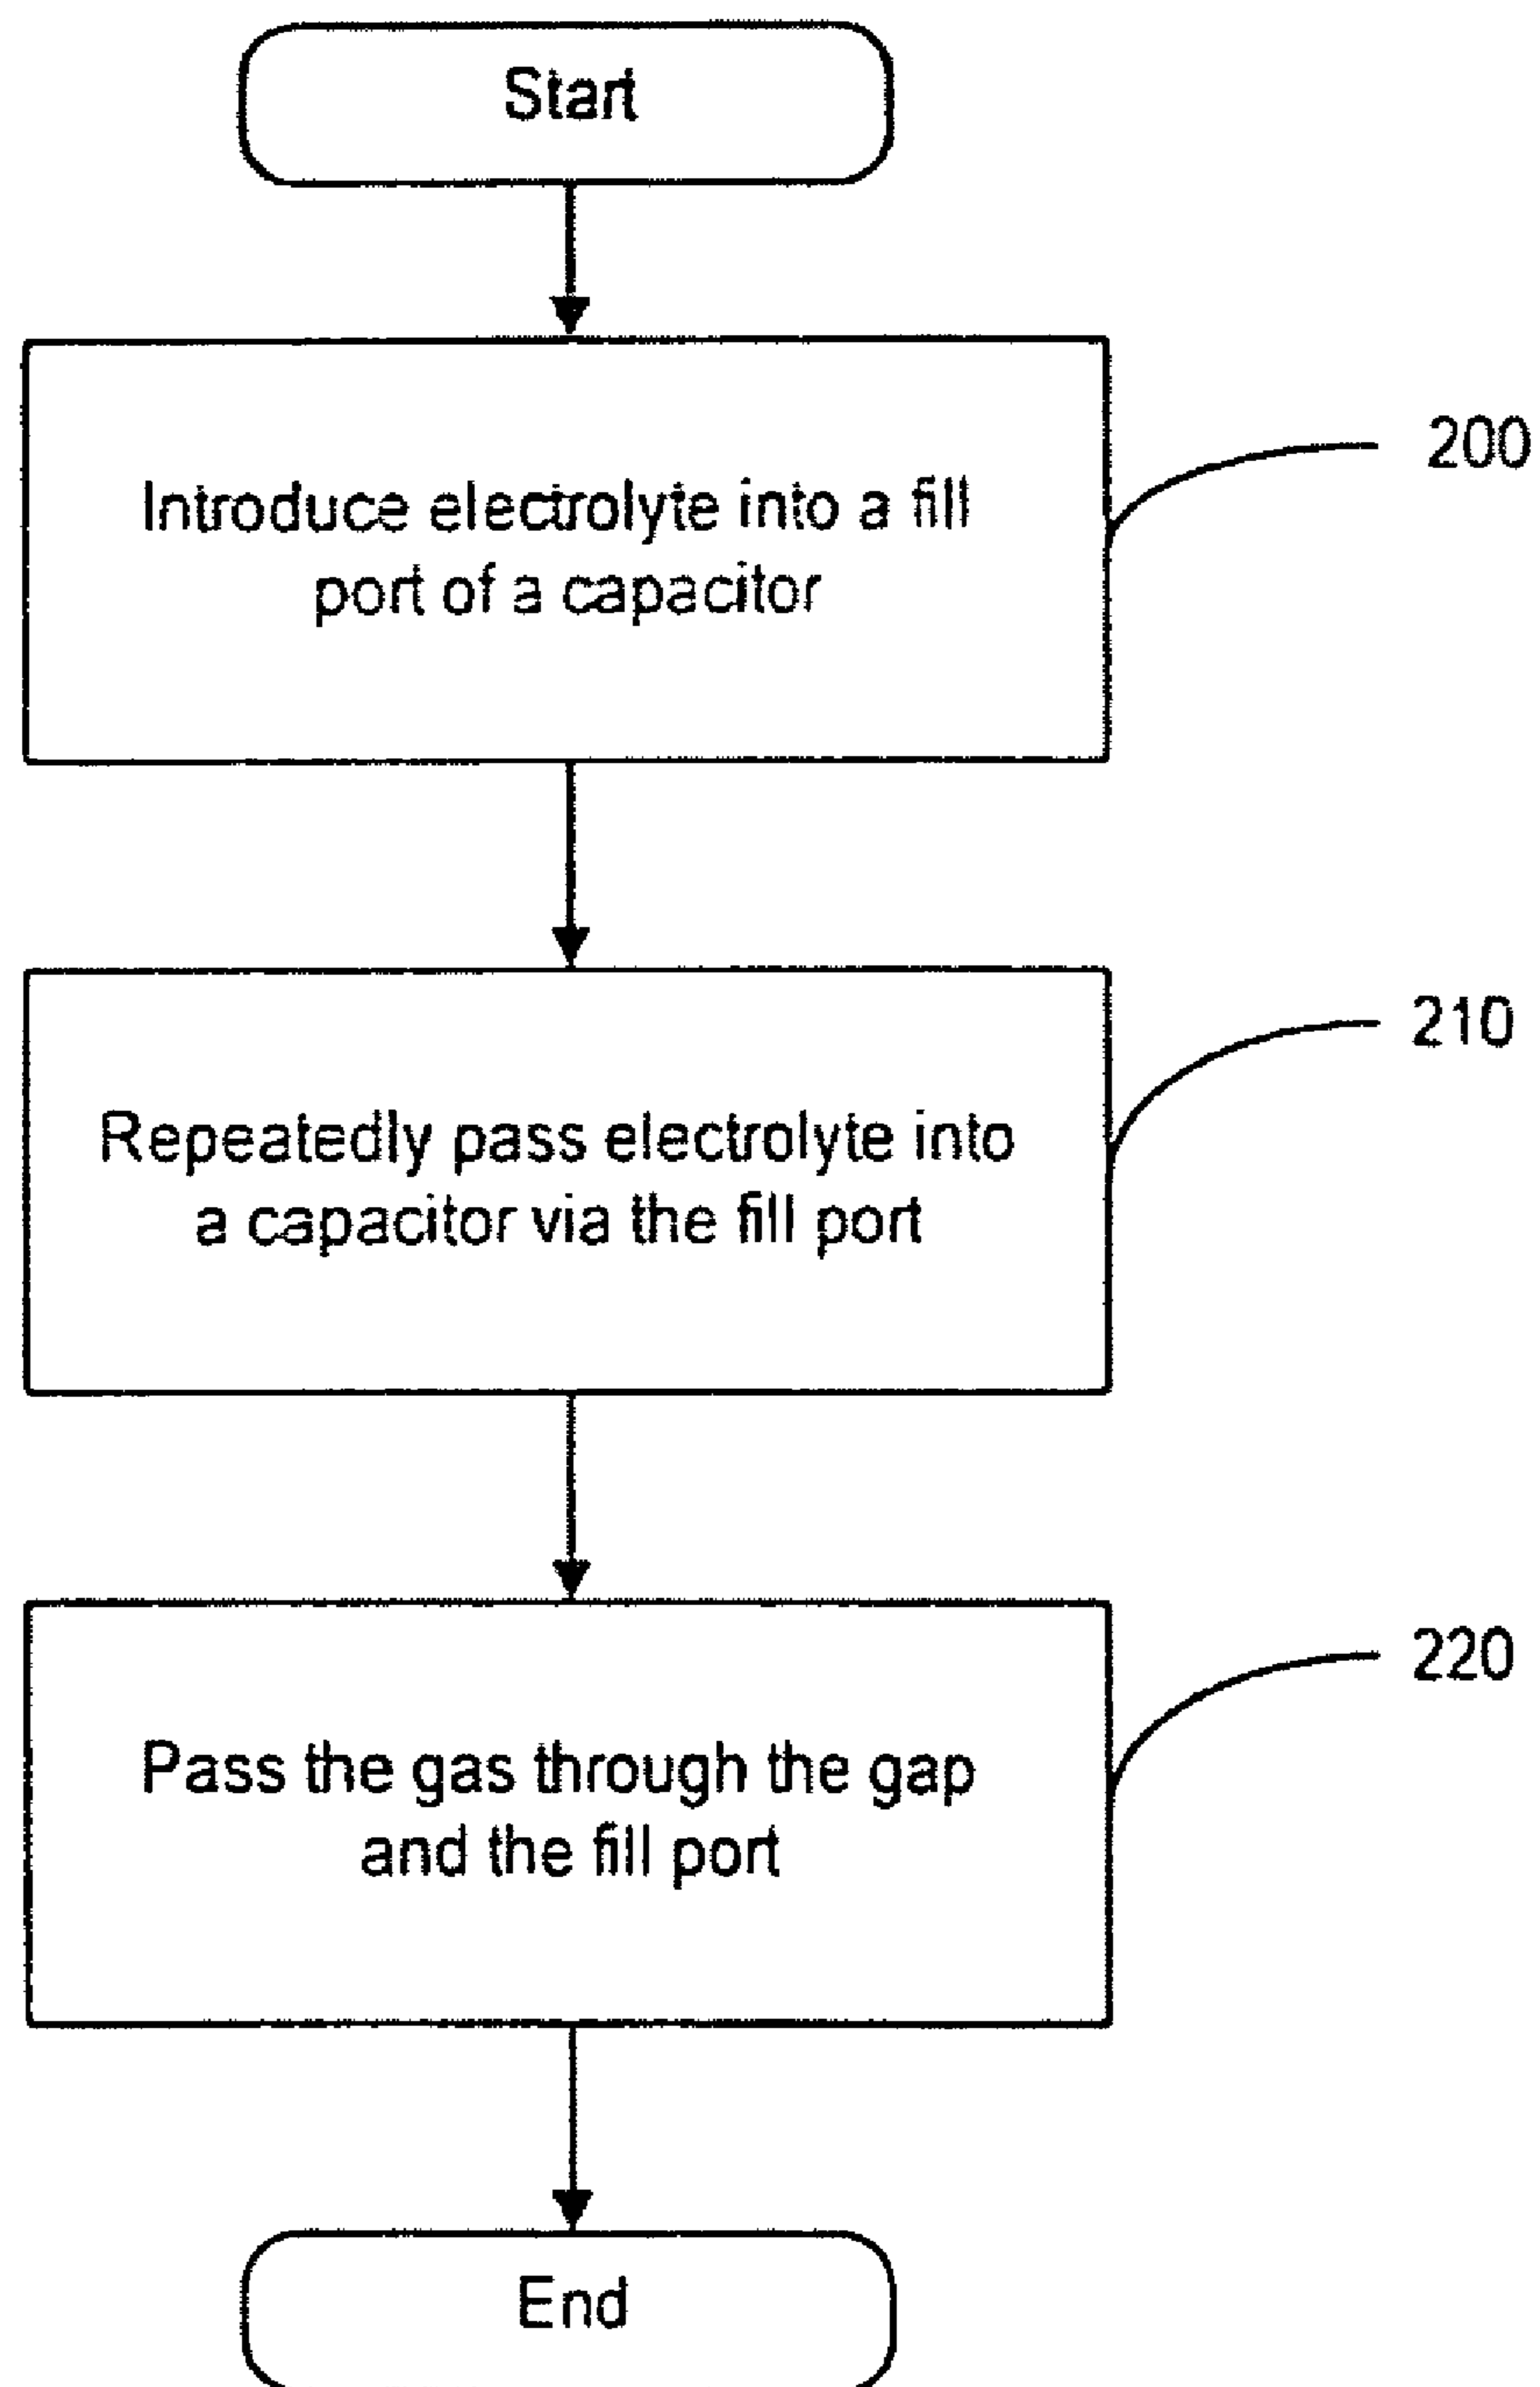 Start
Introduce electrolyte into a fill
port of a capacitor
200
Repeatedly pass electrolyte into
a capacitor via the fill port
210
Pass the gas through the gap
and the fill port
220
End